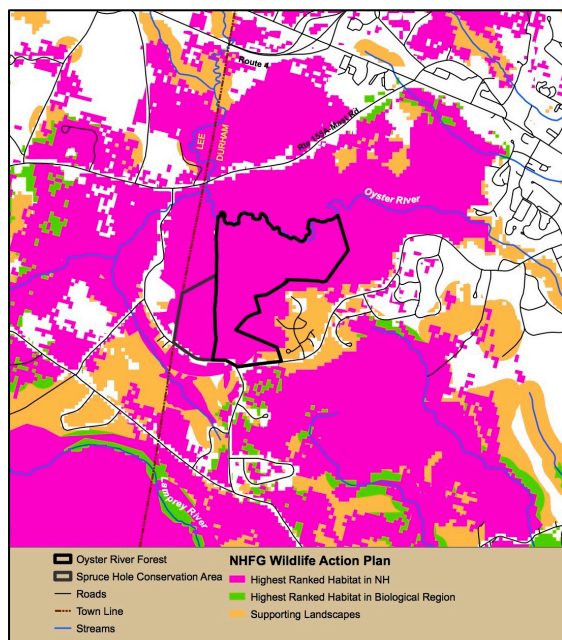 Route 4
Rte 155A-Mast Rd
LEE
DURHAM
Oyster River
Lamprey River
Oyster River Forest
Spruce Hole Conservation Area
Roads
Town Line
Streams
NHFG Wildlife Action Plan
Highest Ranked Habitat in NH
Highest Ranked Habitat in Biological Region
Supporting Landscapes